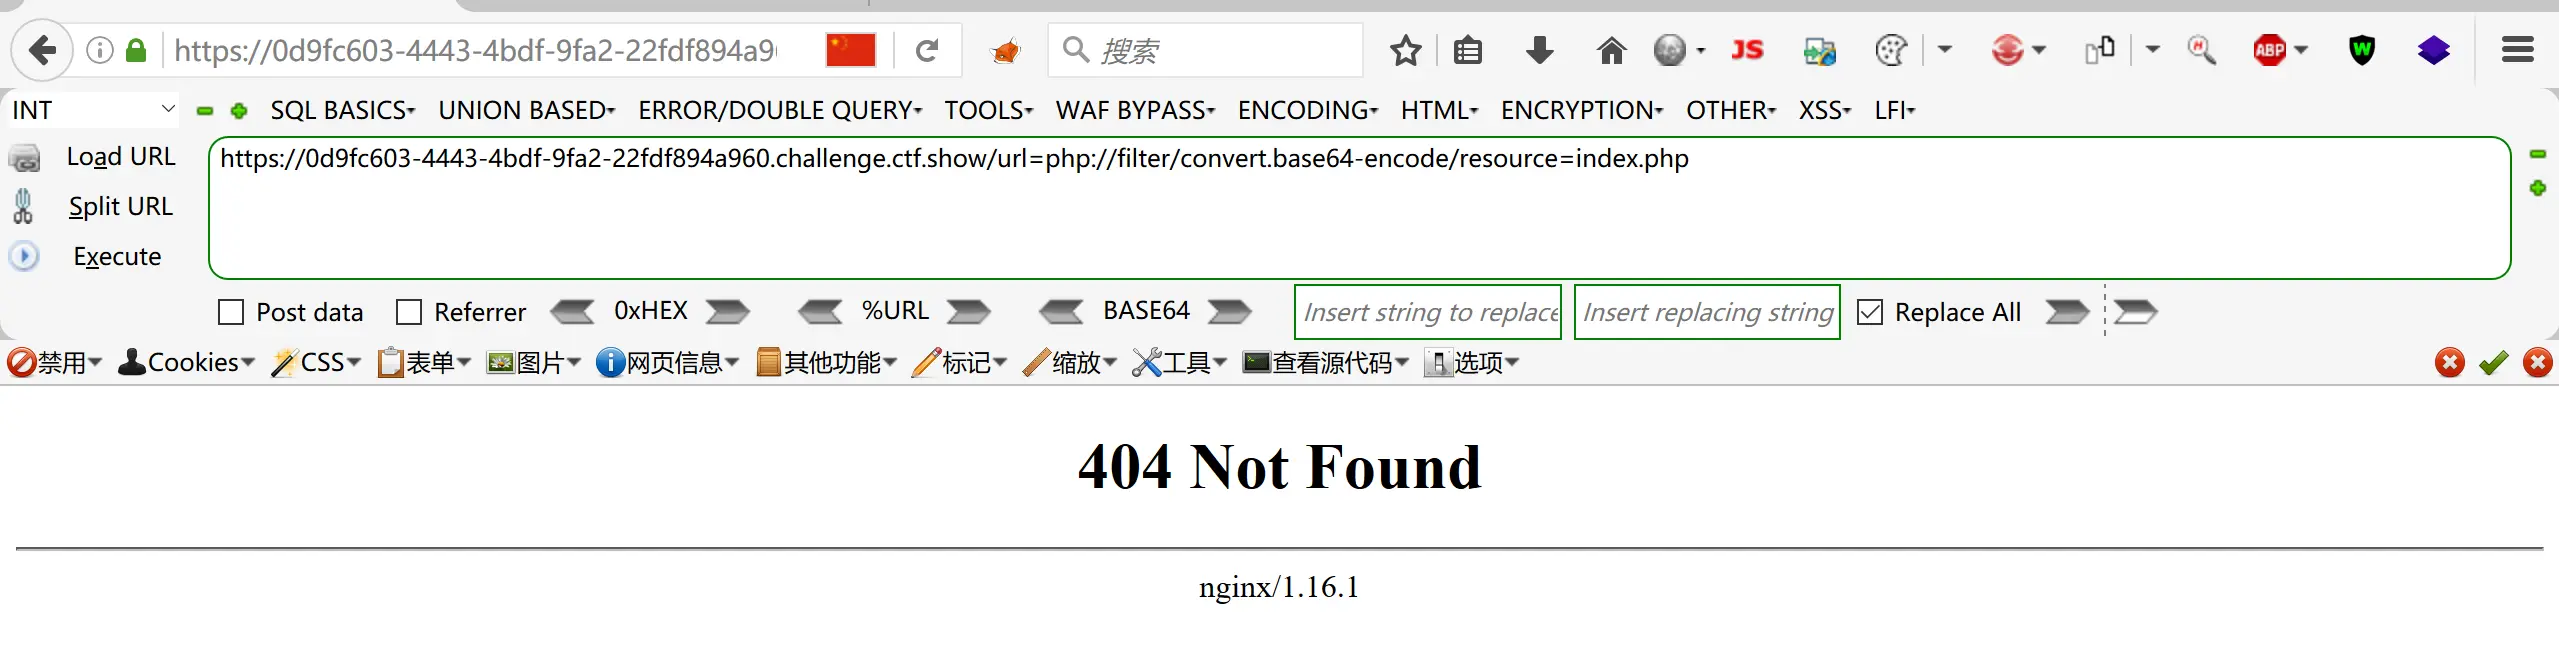 https://0d9fc603-4443-4bdf-9fa2-22fdf894a9
搜索
JS
ABP
W
INT
SQL BASICS
UNION BASED
ERROR/DOUBLE QUERY
TOOLS
WAF BYPASS
ENCODING
HTML
ENCRYPTION
OTHER
XSS
LFI
Load URL
https://0d9fc603-4443-4bdf-9fa2-22fdf894a960.challenge.ctf.show/url=php://filter/convert.base64-encode/resource=index.php
Split URL
Execute
Post data
Referrer
0xHEX
%URL
BASE64
Insert string to replace
Insert replacing string
Replace All
禁用
Cookies
CSS
表单
图片
网页信息
其他功能
标记
缩放
工具
查看源代码
选项
404 Not Found
nginx/1.16.1